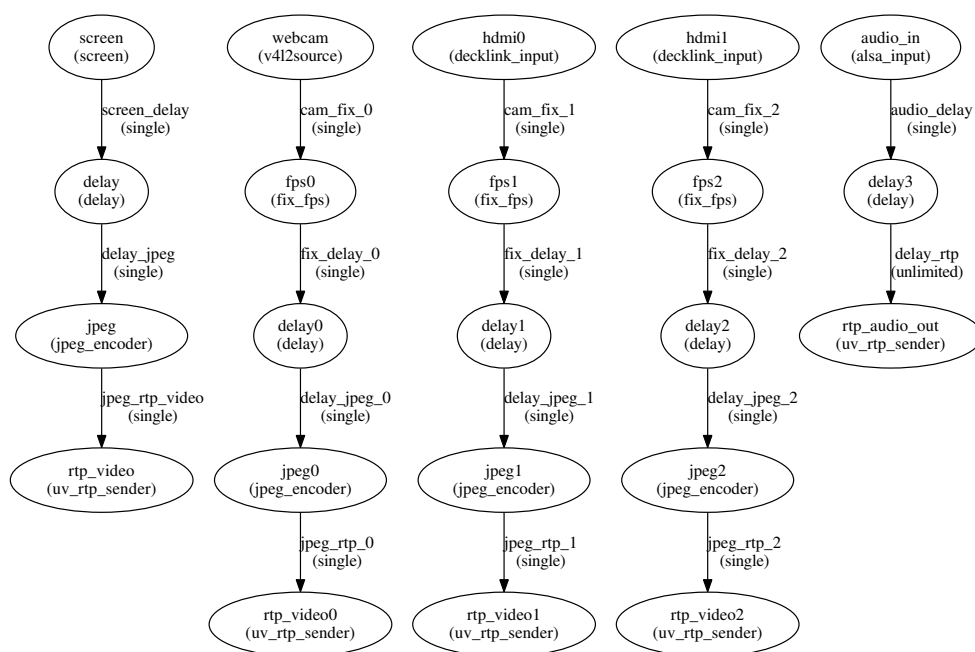 screen
(screen)
webcam
(v4l2source)
hdmi0
(decklink_input)
hdmi1
(decklink_input)
audio_in
(alsa_input)
screen_delay
(single)
cam_fix_0
(single)
cam_fix_1
(single)
cam_fix_2
(single)
audio_delay
(single)
delay
(delay)
fps0
(fix_fps)
fps1
(fix_fps)
fps2
(fix_fps)
delay3
(delay)
delay_jpeg
(single)
fix_delay_0
(single)
fix_delay_1
(single)
fix_delay_2
(single)
delay_rtp
(unlimited)
jpeg
(jpeg_encoder)
delay0
(delay)
delay1
(delay)
delay2
(delay)
rtp_audio_out
(uv_rtp_sender)
jpeg_rtp_video
(single)
delay_jpeg_0
(single)
delay_jpeg_1
(single)
delay_jpeg_2
(single)
rtp_video
(uv_rtp_sender)
jpeg0
(jpeg_encoder)
jpeg1
(jpeg_encoder)
jpeg2
(jpeg_encoder)
jpeg_rtp_0
(single)
jpeg_rtp_1
(single)
jpeg_rtp_2
(single)
rtp_video0
(uv_rtp_sender)
rtp_video1
(uv_rtp_sender)
rtp_video2
(uv_rtp_sender)